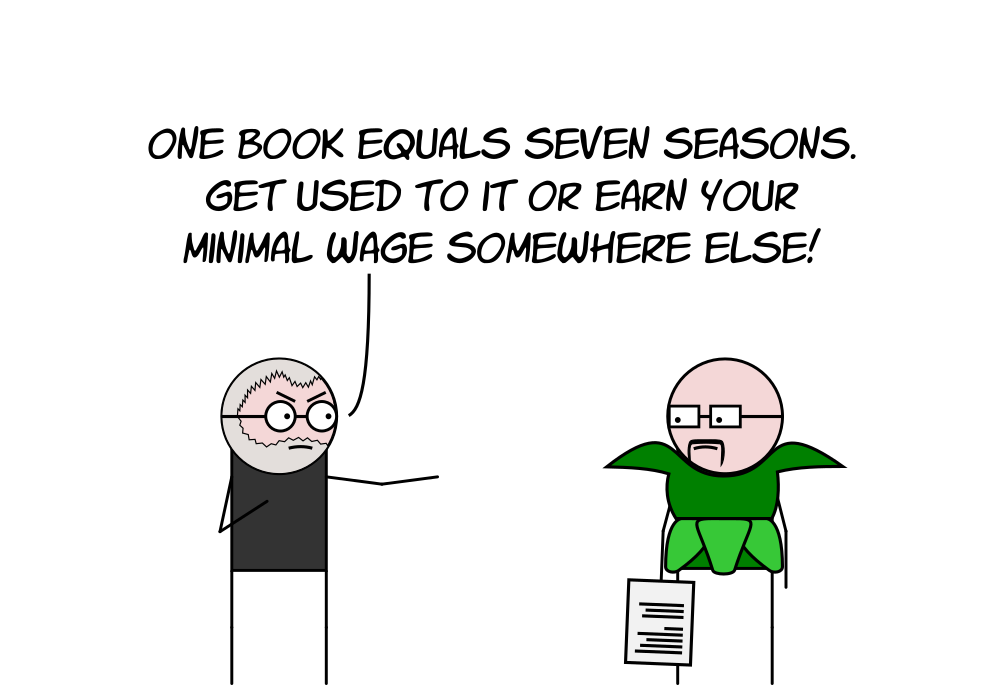 ONE BOOK EQUALS SEVEN SEASONS.
GET USED TO IT OR EARN YOUR
MINIMAL WAGE SOMEWHERE ELSE!